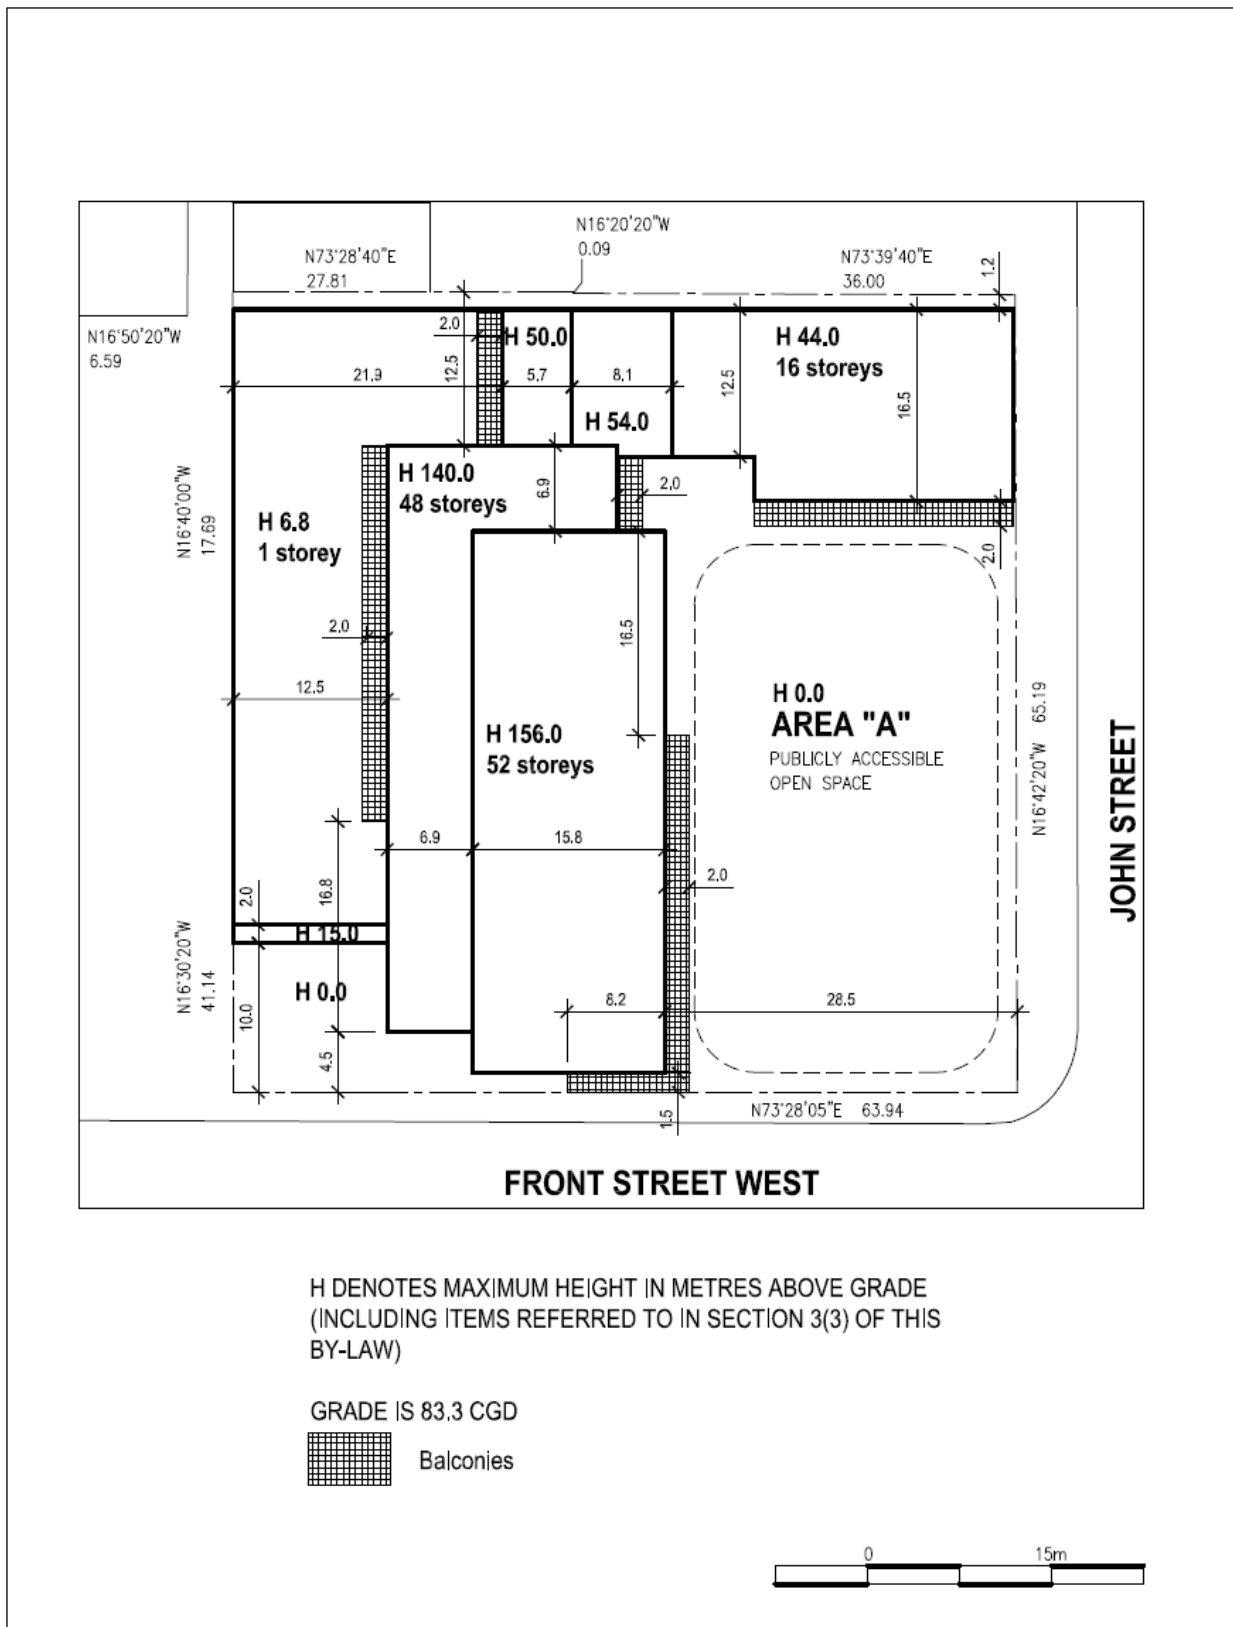 N16°20'20"W
0.09
N73°28'40"E
27.81
N73°39'40"E
36.00
1.2
N16°50'20"W
6.59
2.0
H 50.0
H 44.0
16 storeys
12.5
21.9
5.7
8.1
12.5
16.5
H 54.0
H 140.0
48 storeys
6.9
2.0
N16°40'00"W
17.69
H 6.8
1 storey
2.0
2.0
16.5
12.5
H 0.0
AREA "A"
PUBLICLY ACCESSIBLE
OPEN SPACE
N16°42'20"W 65.19
JOHN STREET
H 156.0
52 storeys
6.9
15.8
2.0
16.8
2.0
H 15.0
N16°30'20"W
41.14
H 0.0
10.0
4.5
8.2
28.5
1.5
N73°28'05"E 63.94
FRONT STREET WEST
H DENOTES MAXIMUM HEIGHT IN METRES ABOVE GRADE
(INCLUDING ITEMS REFERRED TO IN SECTION 3(3) OF THIS
BY-LAW)
GRADE IS 83.3 CGD
Balconies
0 15m